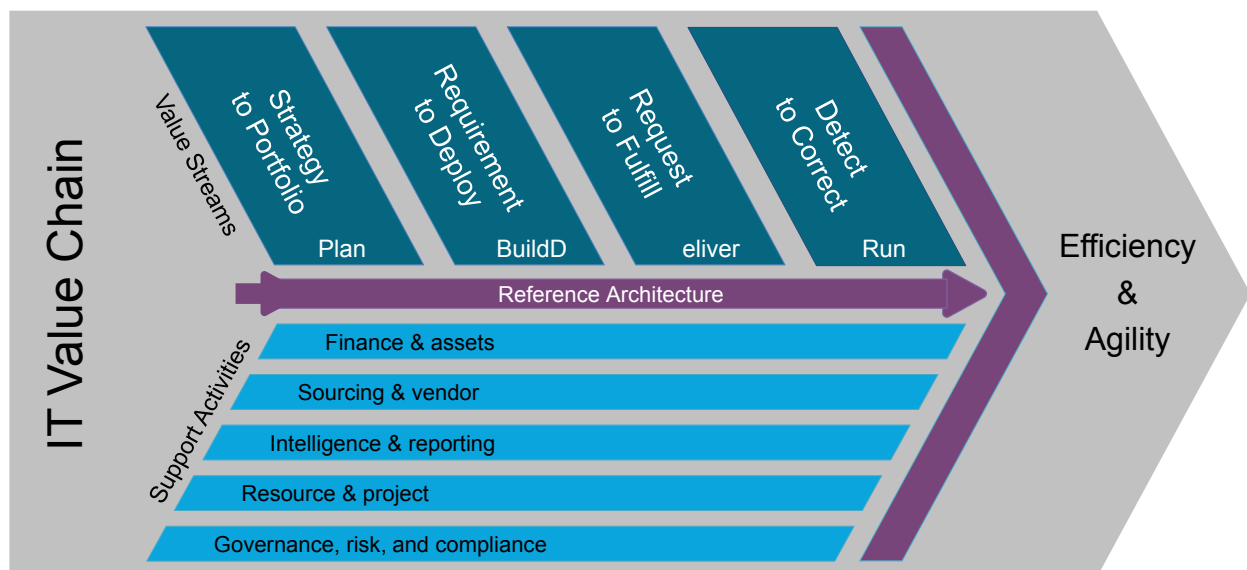 IT Value Chain
Value Streams
Strategy
to Portfolio
Plan
Requirement
to Deploy
BuildD
Request
to Fulfill
eliver
Detect
to Correct
Run
Reference Architecture
Efficiency
&
Agility
Support Activities
Finance & assets
Sourcing & vendor
Intelligence & reporting
Resource & project
Governance, risk, and compliance